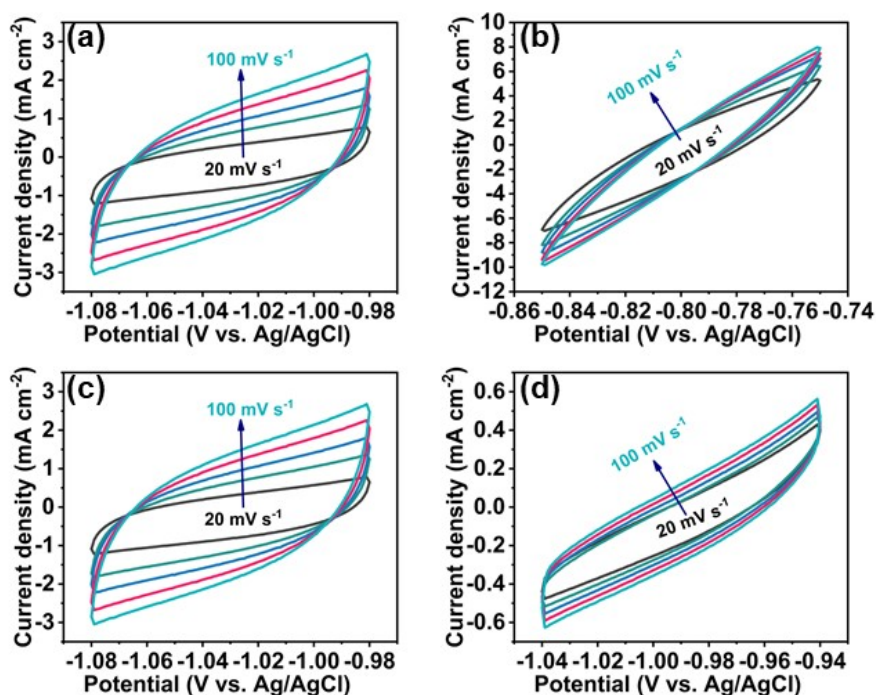 (a)
100 mV s⁻¹
20 mV s⁻¹
3
2
1
0
-1
-2
-3
Current density (mA cm⁻²)
-1.08 -1.06 -1.04 -1.02 -1.00 -0.98
Potential (V vs. Ag/AgCl)
(b)
100 mV s⁻¹
20 mV s⁻¹
10
8
6
4
2
0
-2
-4
-6
-8
-10
-12
Current density (mA cm⁻²)
-0.86 -0.84 -0.82 -0.80 -0.78 -0.76 -0.74
Potential (V vs. Ag/AgCl)
(c)
100 mV s⁻¹
20 mV s⁻¹
3
2
1
0
-1
-2
-3
Current density (mA cm⁻²)
-1.08 -1.06 -1.04 -1.02 -1.00 -0.98
Potential (V vs. Ag/AgCl)
(d)
100 mV s⁻¹
20 mV s⁻¹
0.6
0.4
0.2
0.0
-0.2
-0.4
-0.6
Current density (mA cm⁻²)
-1.04 -1.02 -1.00 -0.98 -0.96 -0.94
Potential (V vs. Ag/AgCl)